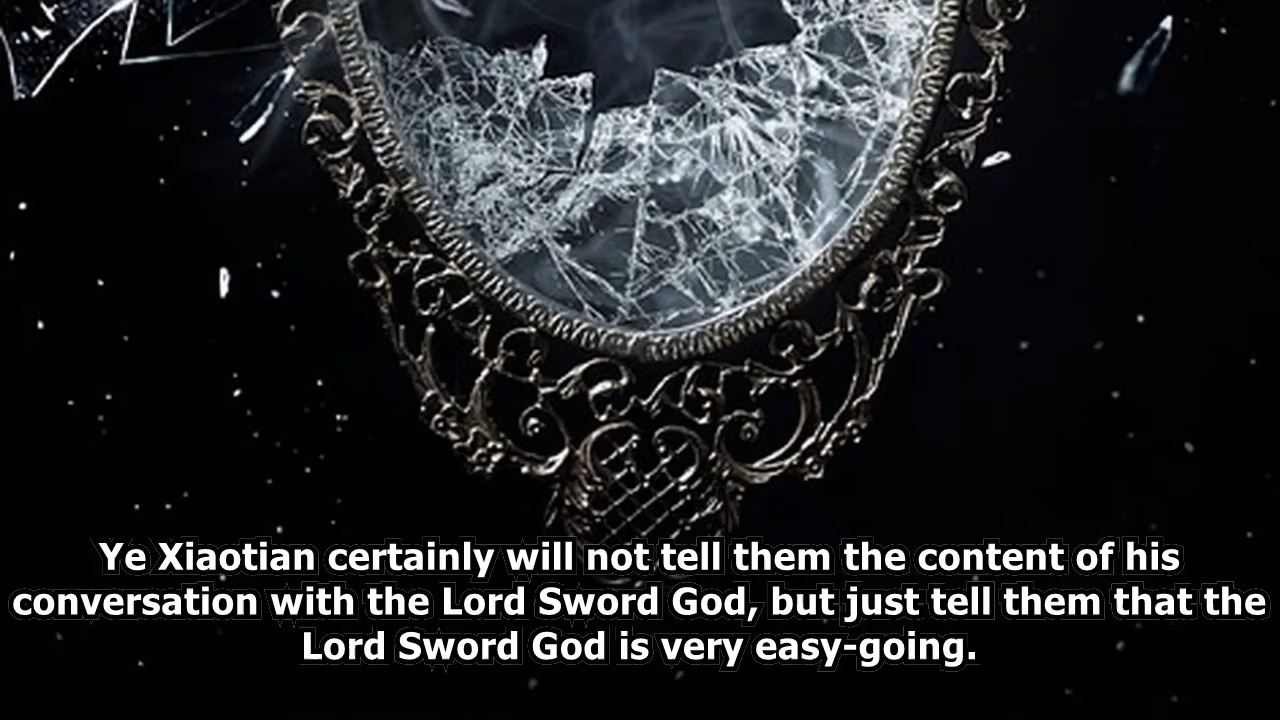 Ye Xiaotian certainly will not tell them the content of his
conversation with the Lord Sword God, but just tell them that the
Lord Sword God is very easy-going.